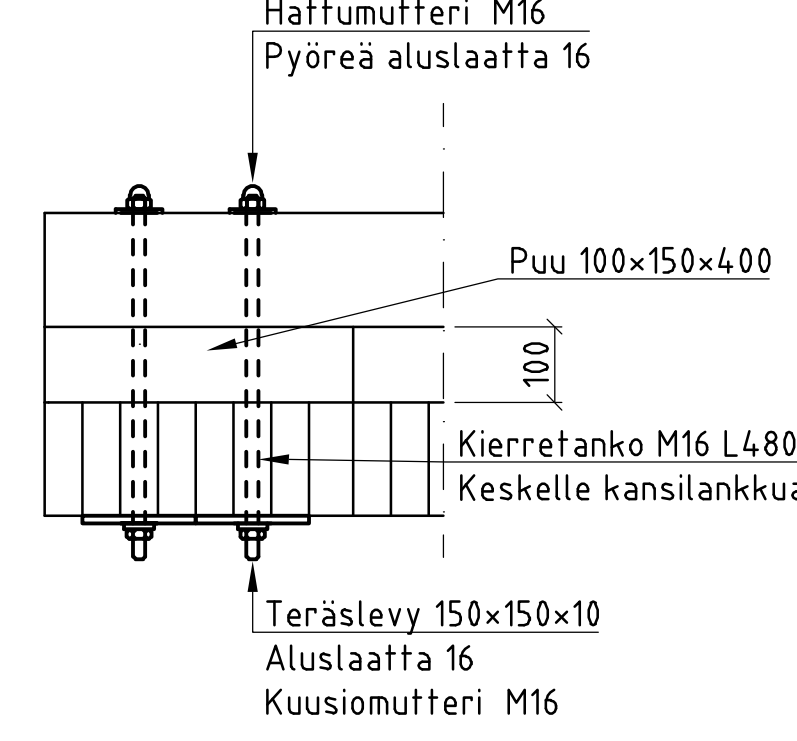 Hattumutteri M16
Pyöreä aluslaatta 16
Puu 100×150×400
100
Kierretanko M16 L480
Keskelle kansilankkua
Teräslevy 150×150×10
Aluslaatta 16
Kuusiomutteri M16